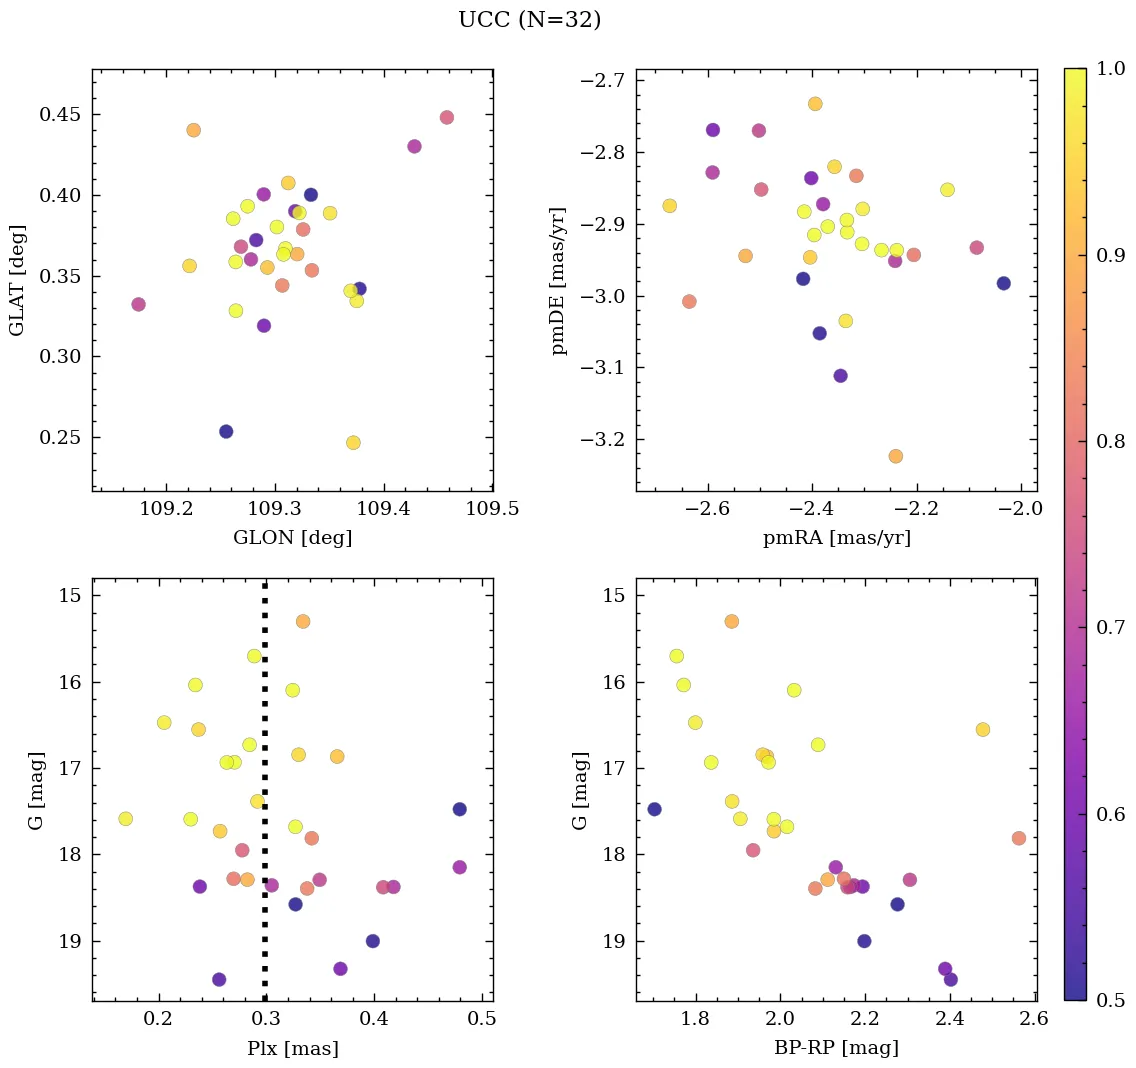 UCC (N=32)
0.45
0.40
0.35
0.30
0.25
GLAT [deg]
109.2 109.3 109.4 109.5
GLON [deg]
−2.7
−2.8
−2.9
−3.0
−3.1
−3.2
pmDE [mas/yr]
−2.6 −2.4 −2.2 −2.0
pmRA [mas/yr]
15
16
17
18
19
G [mag]
0.2 0.3 0.4 0.5
Plx [mas]
15
16
17
18
19
G [mag]
1.8 2.0 2.2 2.4 2.6
BP-RP [mag]
1.0
0.9
0.8
0.7
0.6
0.5